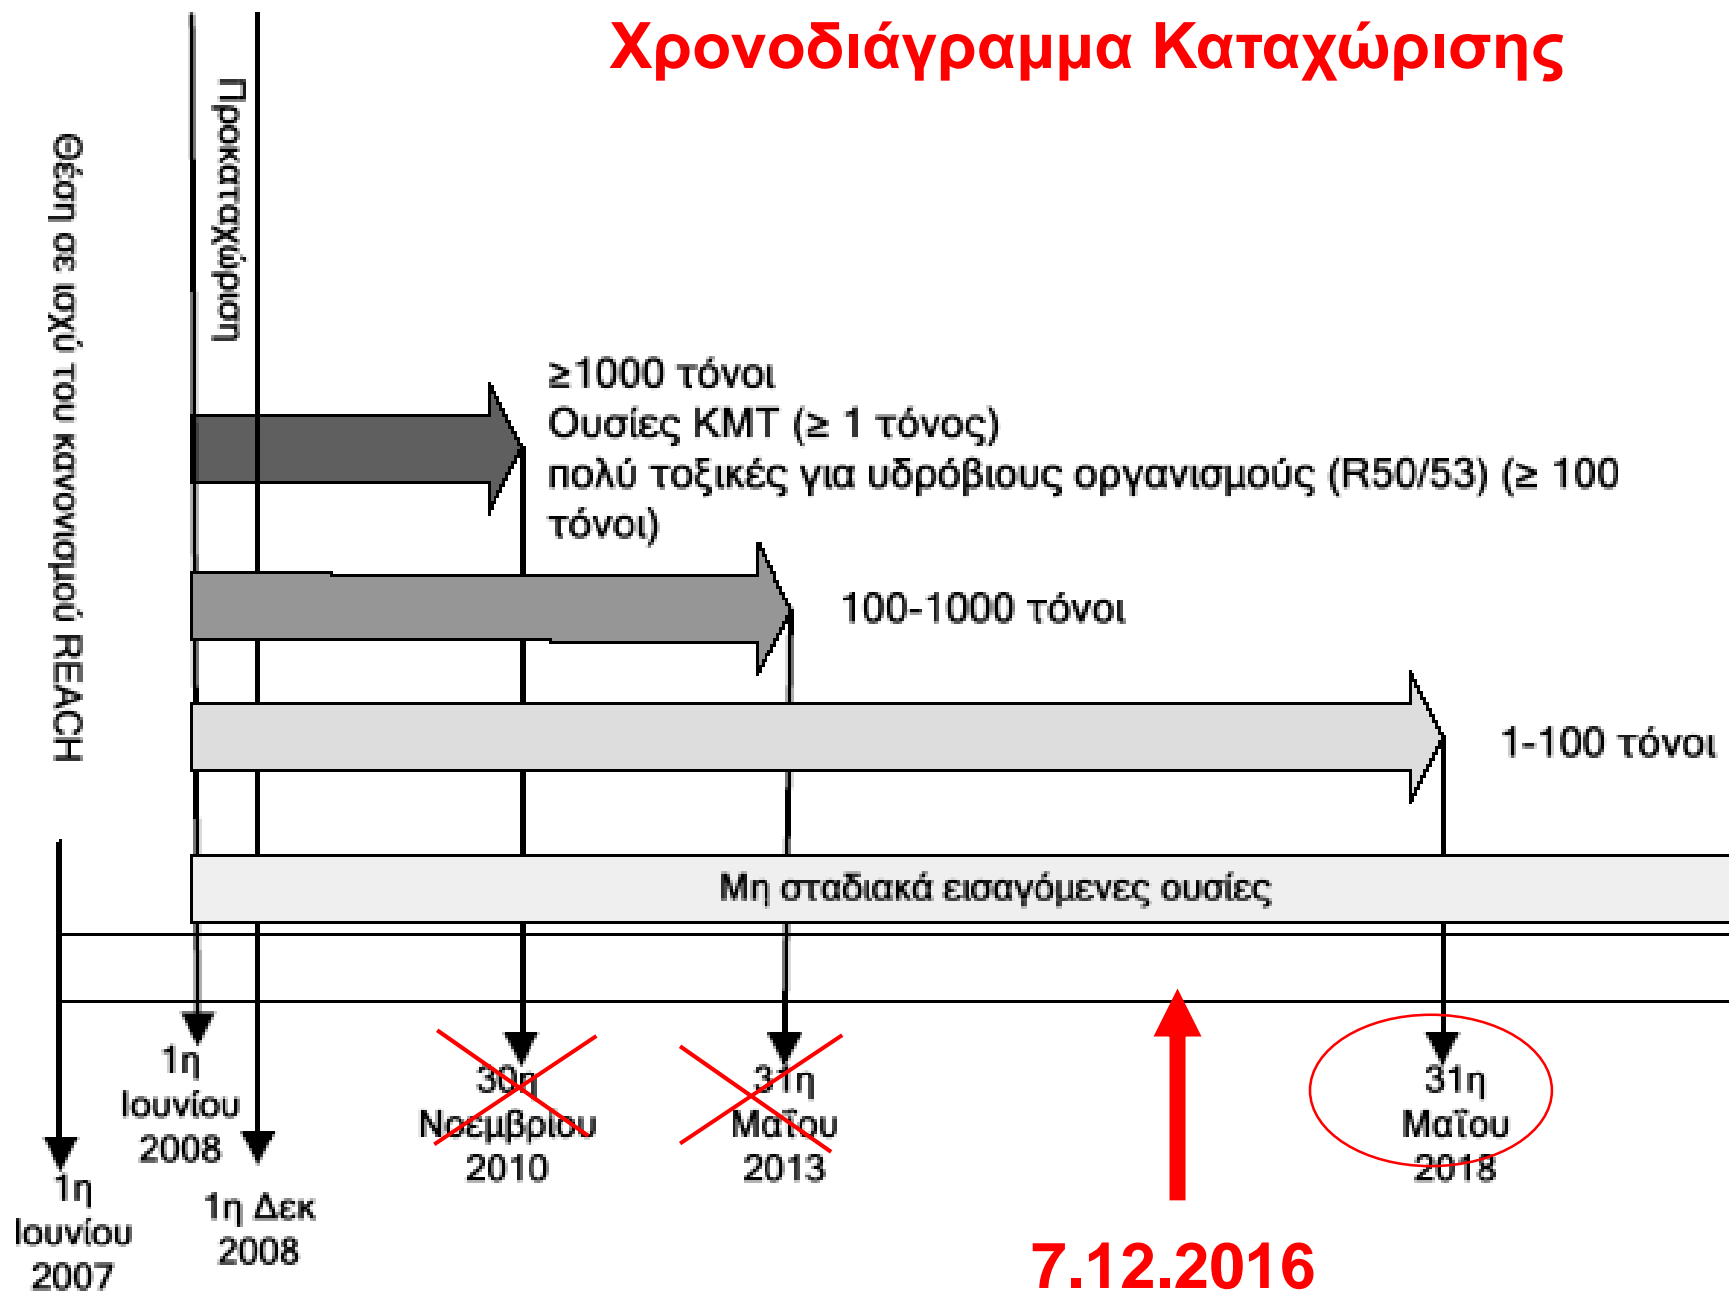 Χρονοδιάγραμμα Καταχώρισης
Θέση σε ισχύ του κανονισμού REACH
Προκαταχώριση
≥1000 τόνοι
Ουσίες ΚΜΤ (≥ 1 τόνος)
πολύ τοξικές για υδρόβιους οργανισμούς (R50/53) (≥ 100
τόνοι)
100-1000 τόνοι
1-100 τόνοι
Μη σταδιακά εισαγόμενες ουσίες
1η
Ιουνίου
2007
1η
Ιουνίου
2008
1η Δεκ
2008
30η
Νοεμβρίου
2010
31η
Μαΐου
2013
7.12.2016
31η
Μαΐου
2018